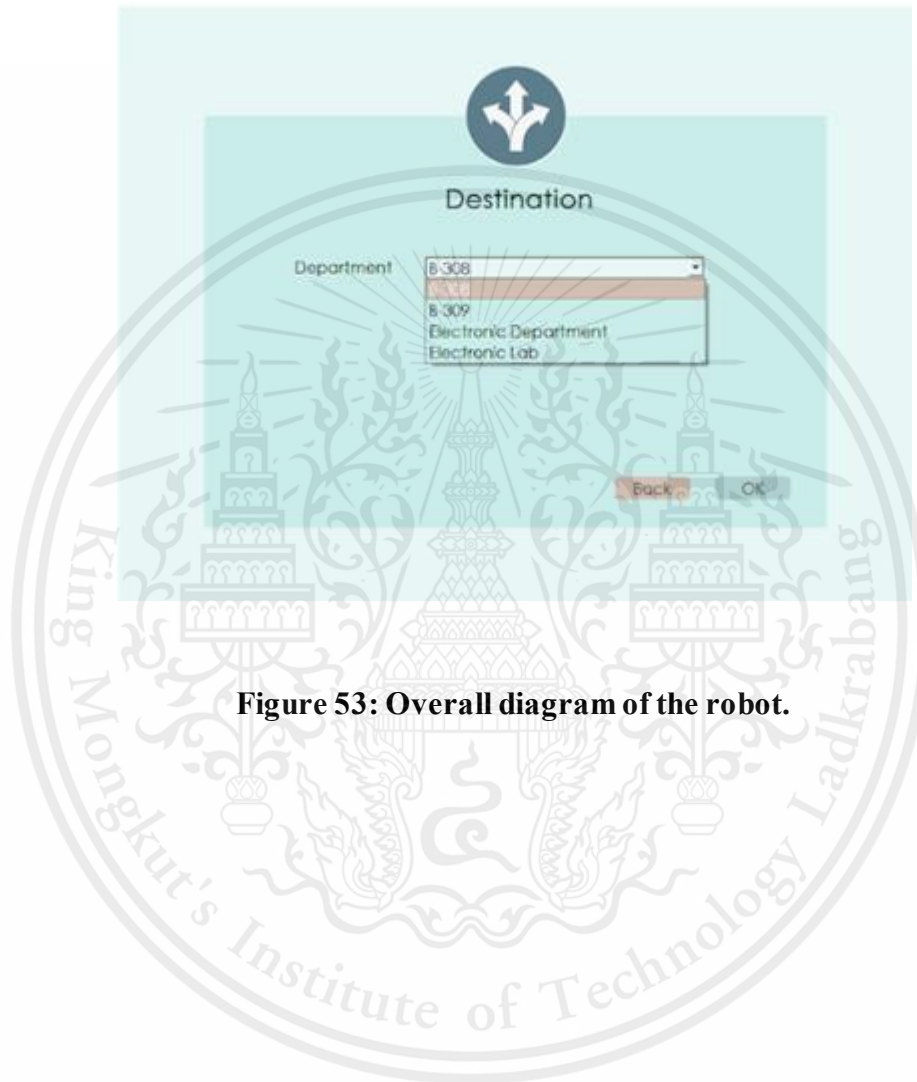 Destination
Department B-308
B-308
B-309
Electronic Department
Electronic Lab
Back OK
Figure 53: Overall diagram of the robot.
King Mongkut's Institute of Technology Ladkrabang